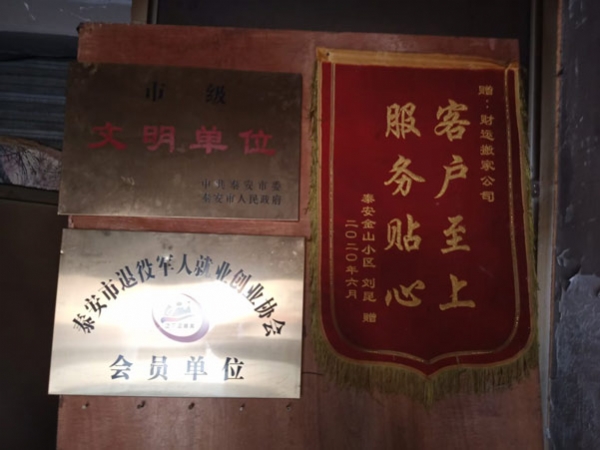 市级
文明单位
中共泰安市委
泰安市人民政府
泰安市退役军人就业创业协会
会员单位
赠：财运搬家公司
客户至上
服务贴心
泰安金山小区 刘昆 赠
二〇二〇年六月